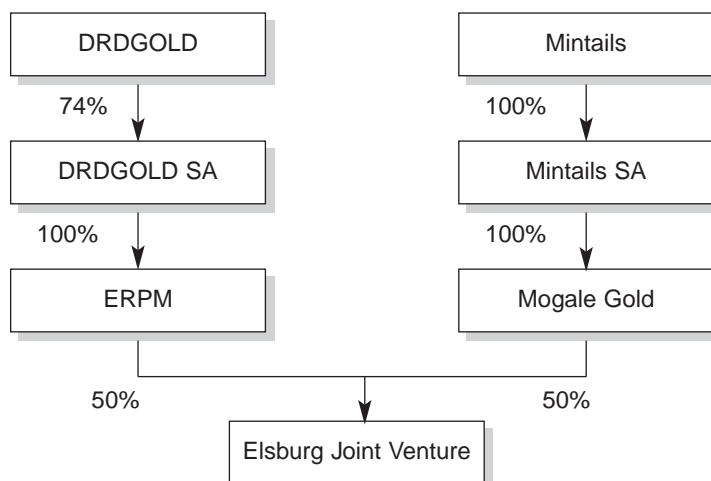 DRDGOLD
Mintails
74%
100%
DRDGOLD SA
Mintails SA
100%
100%
ERPM
Mogale Gold
50%
50%
Elsburg Joint Venture